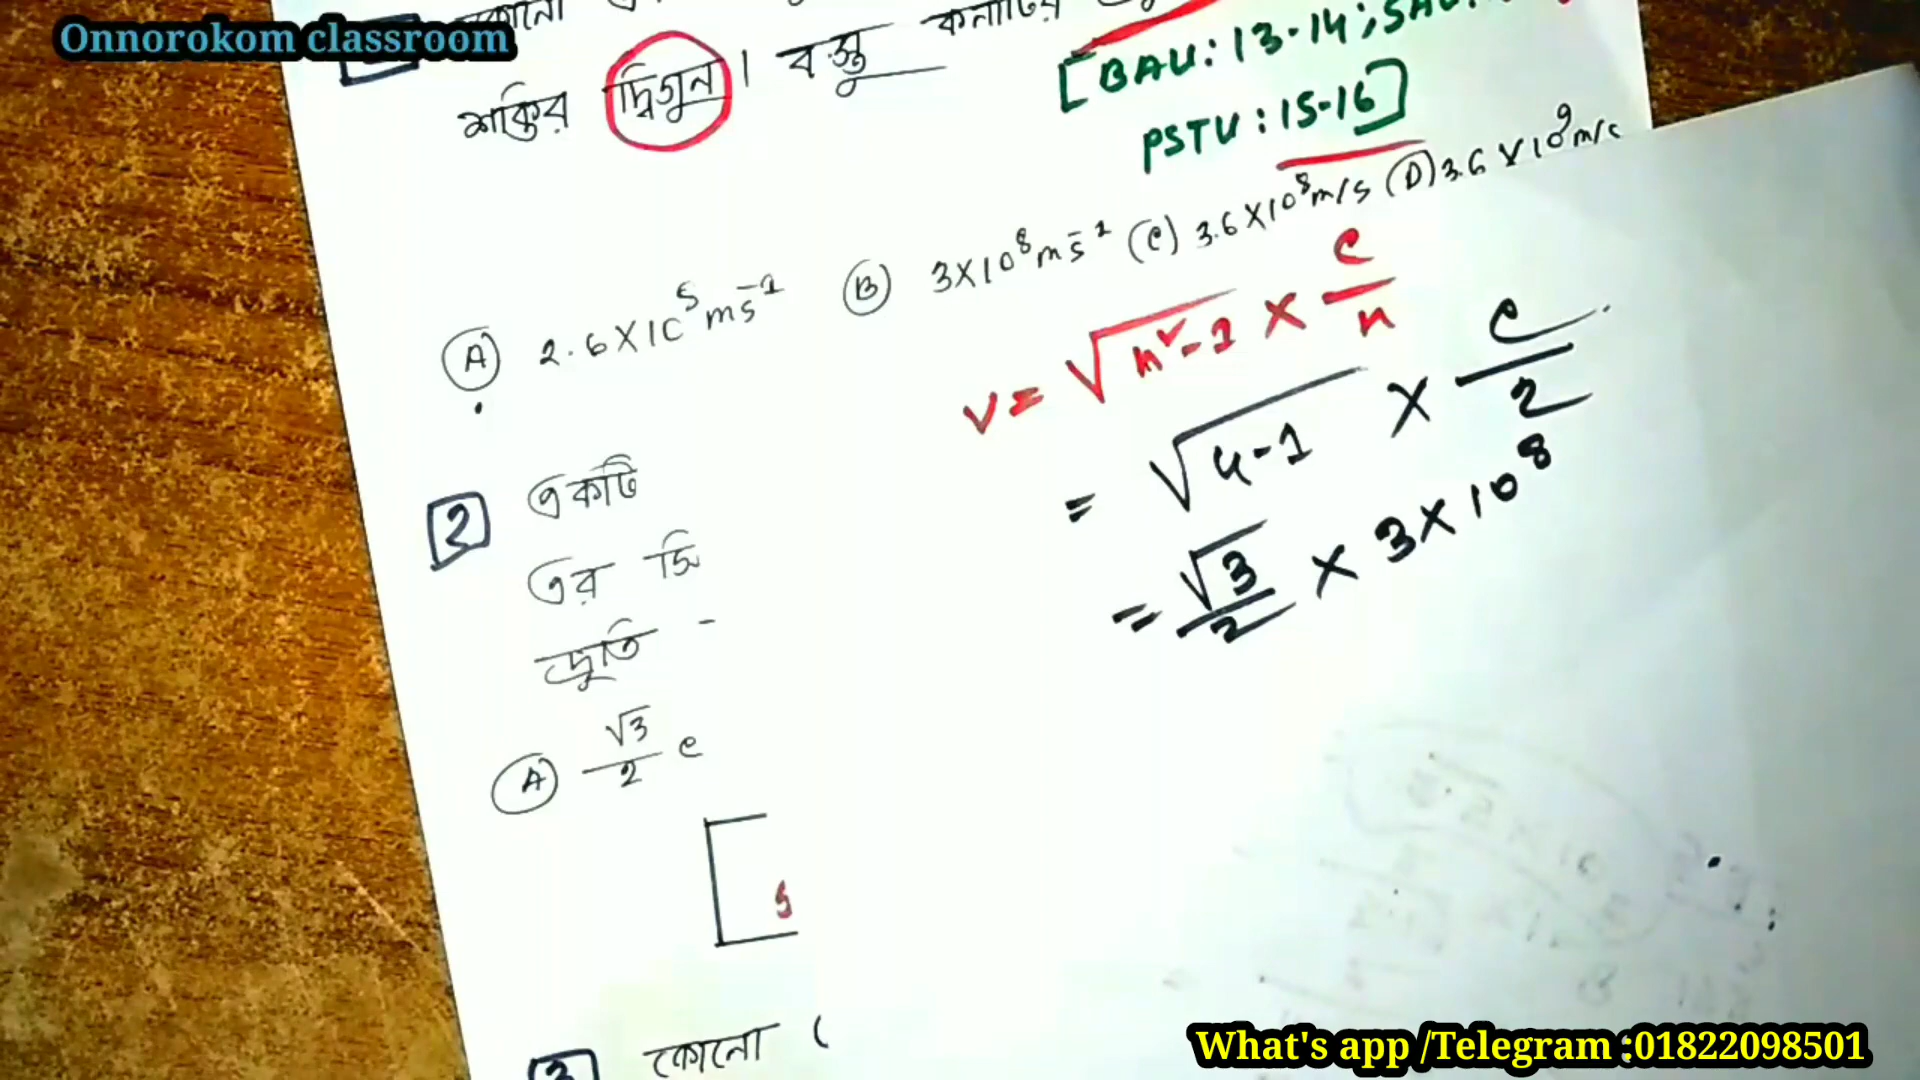 Onnorokom classroom
শক্তির দ্বিগুন। বস্তু
[BAU: 13-14; SAU:
PSTU: 15-16]
(A) 2.6 × 10⁵ ms⁻¹ (B) 3×10⁸ ms⁻¹ (C) 3.6×10⁸ m/s (D) 3.6×10⁹ m/s
v = √n²-1 × c/n
= √4-1 × c/2
= √3/2 × 3×10⁸
2 একটি
এর
দ্রুতি -
(A) √3/2 c
3 কোনো (
What's app /Telegram :01822098501